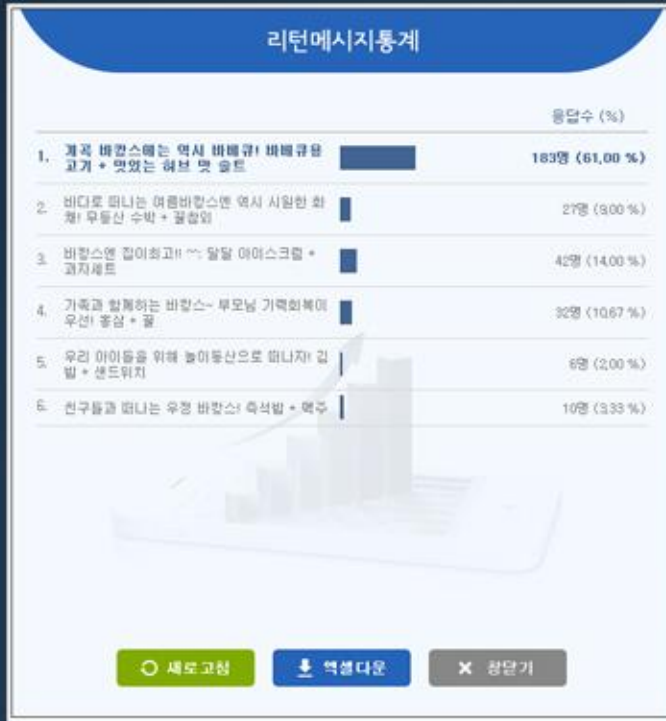 리턴메시지통계
응답수 (%)
1. 계곡 바캉스에는 역시 바베큐! 바베큐용
고기 + 맛있는 허브 맛 솔트
183명 (61,00 %)
2. 바다로 떠나는 여름바캉스엔 역시 시원한 화
채! 무등산 수박 + 꿀참외
27명 (9,00 %)
3. 바캉스엔 집이최고!! ^^; 달달 아이스크림 +
과자세트
42명 (14,00 %)
4. 가족과 함께하는 바캉스~ 부모님 기력회복이
우선! 홍삼 + 꿀
32명 (10,67 %)
5. 우리 아이들을 위해 놀이동산으로 떠나자! 김
밥 + 샌드위치
6명 (2,00 %)
6. 친구들과 떠나는 우정 바캉스! 즉석밥 + 맥주
10명 (3,33 %)
새로고침
엑셀다운
창닫기